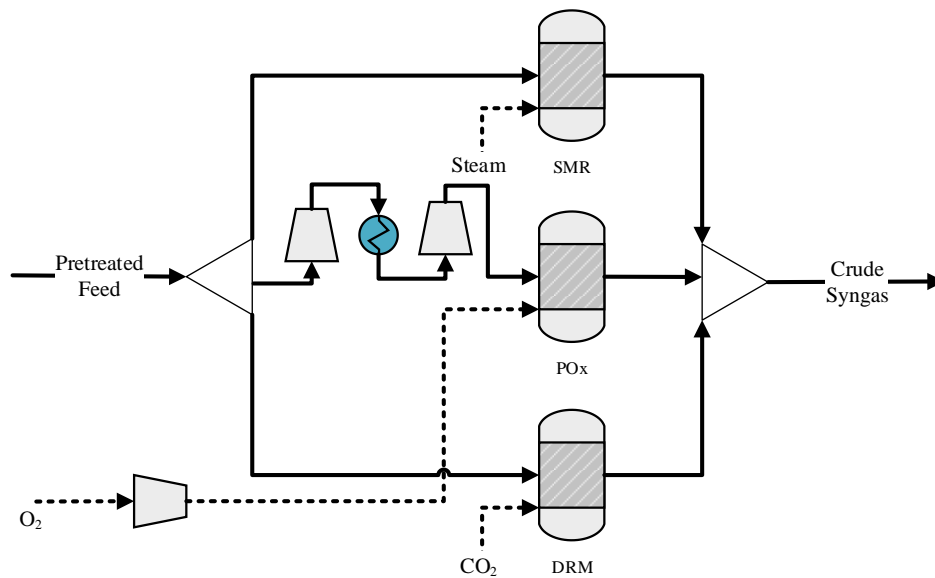 Steam
SMR
Pretreated
Feed
Crude
Syngas
POx
O₂
CO₂
DRM